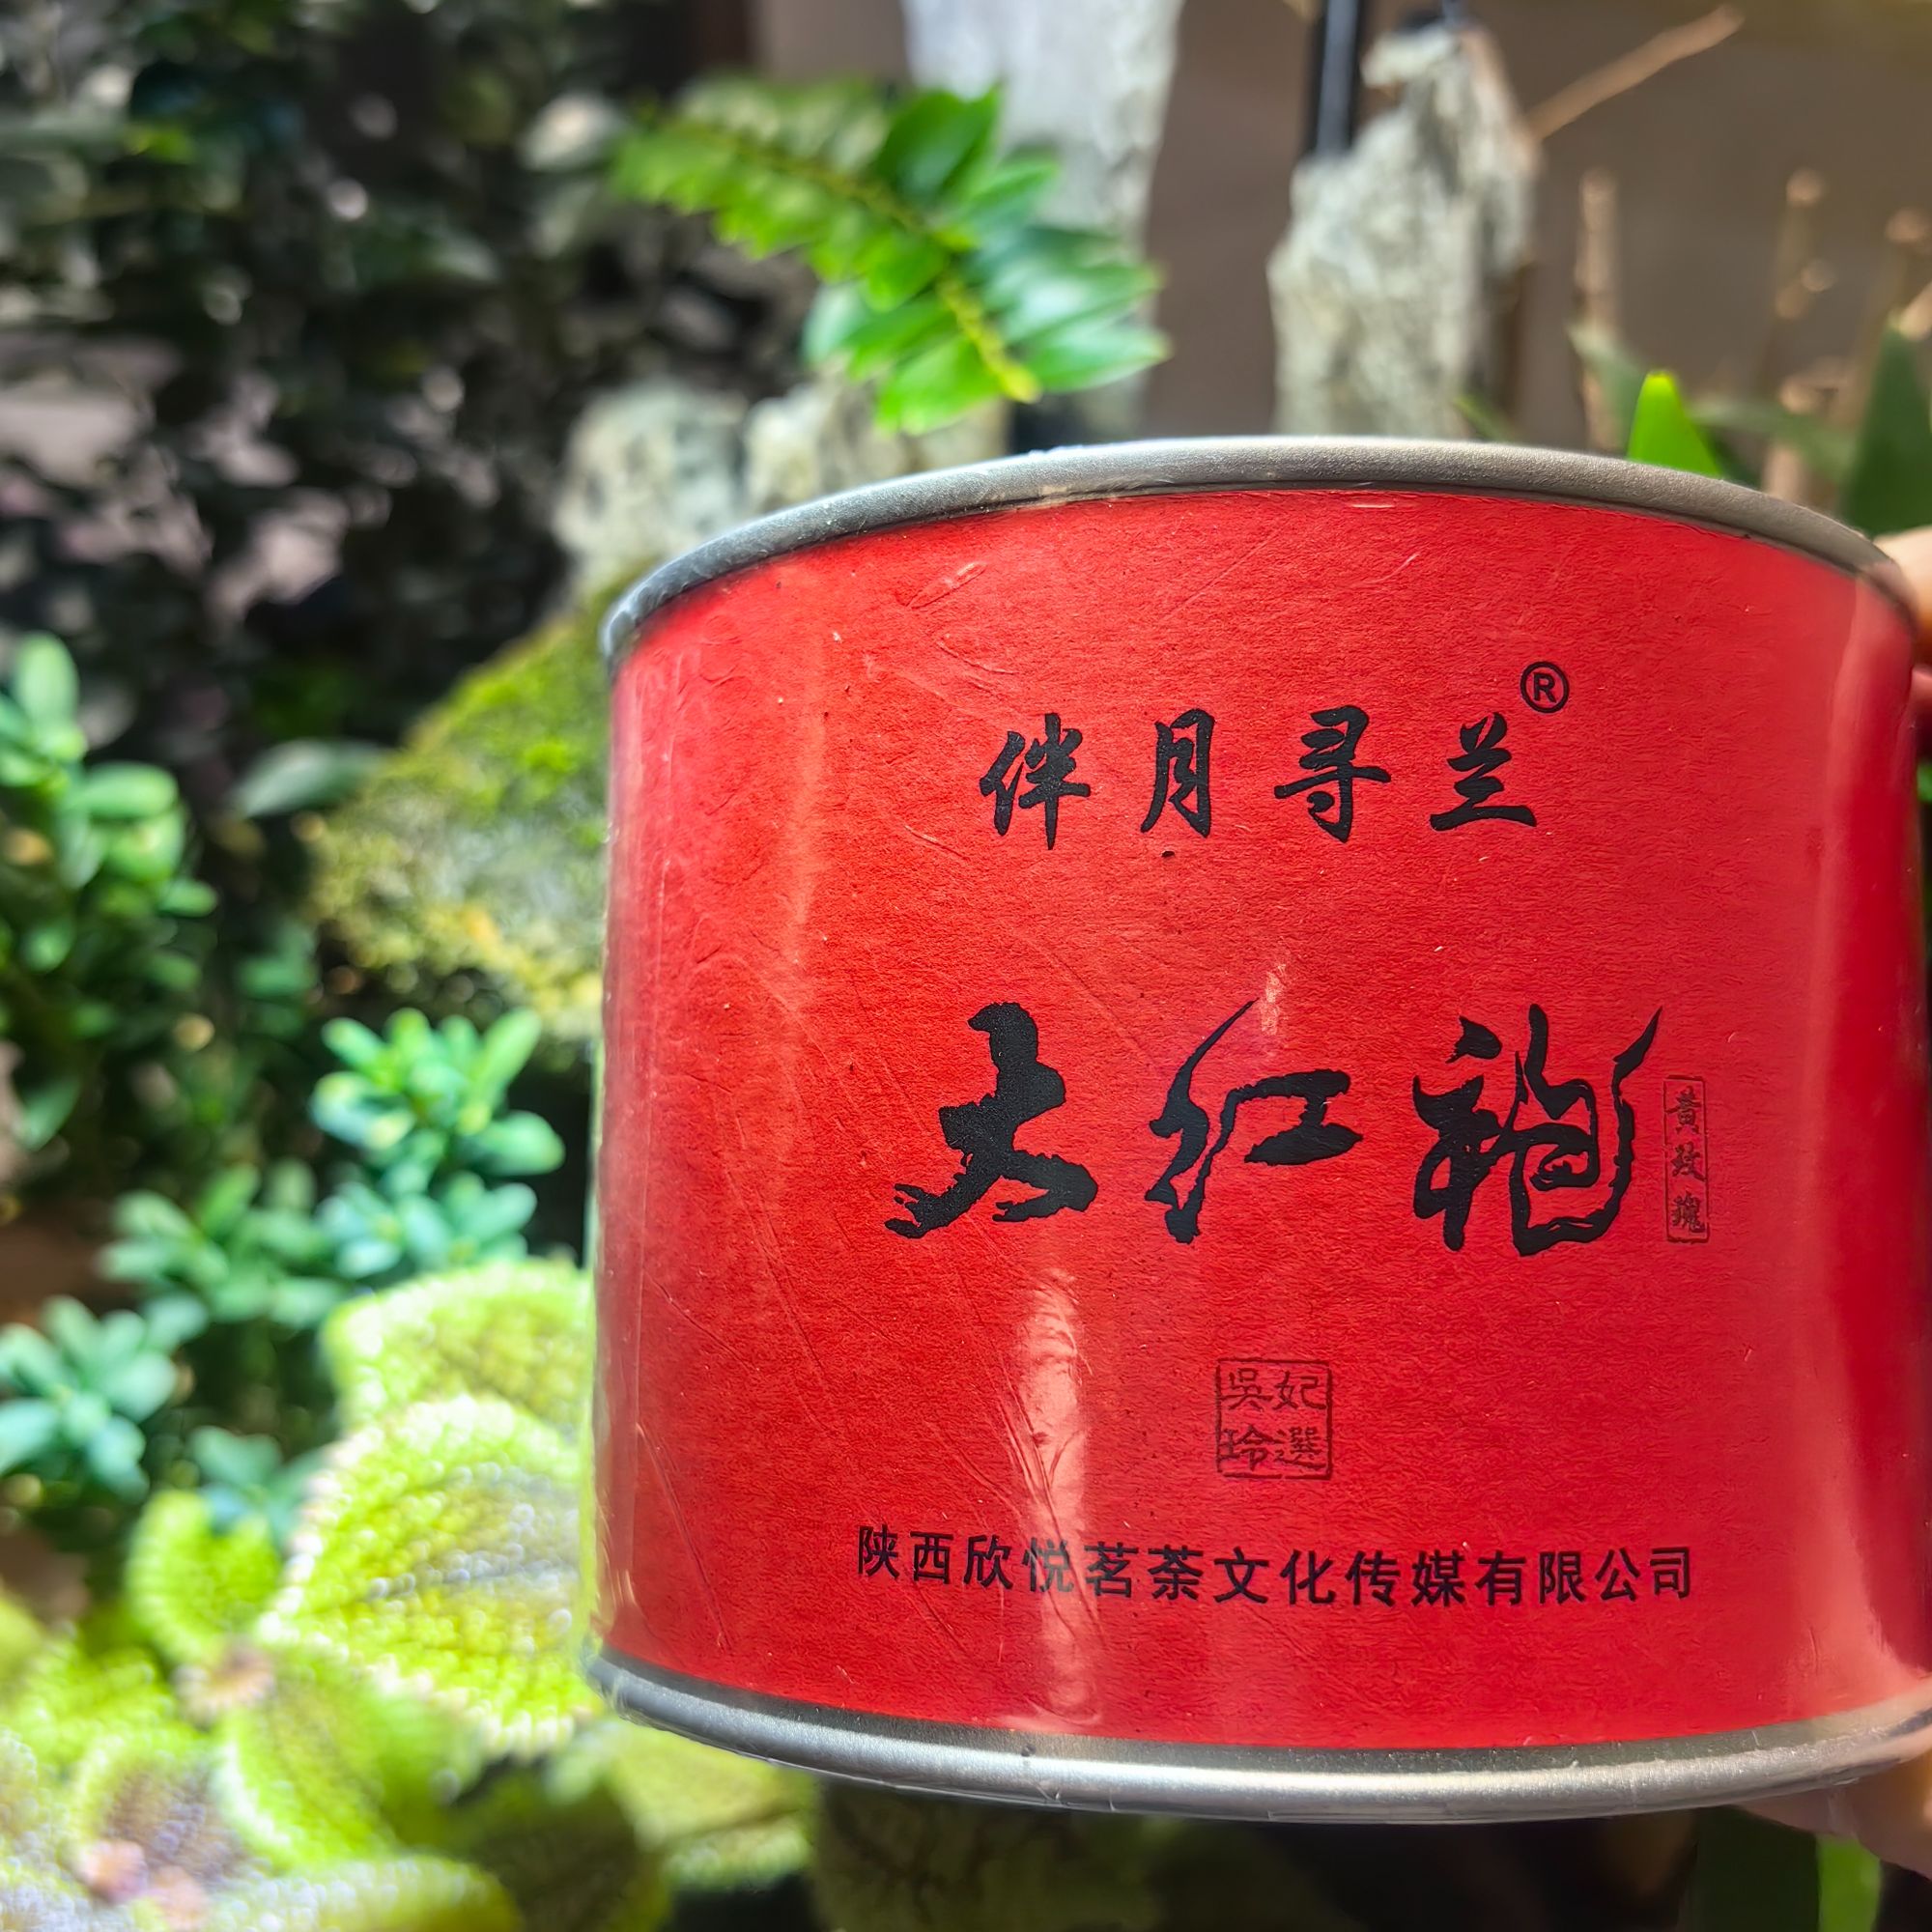 伴月寻兰®
大红袍
黄玫瑰
吴妃
玲選
陕西欣悦茗茶文化传媒有限公司